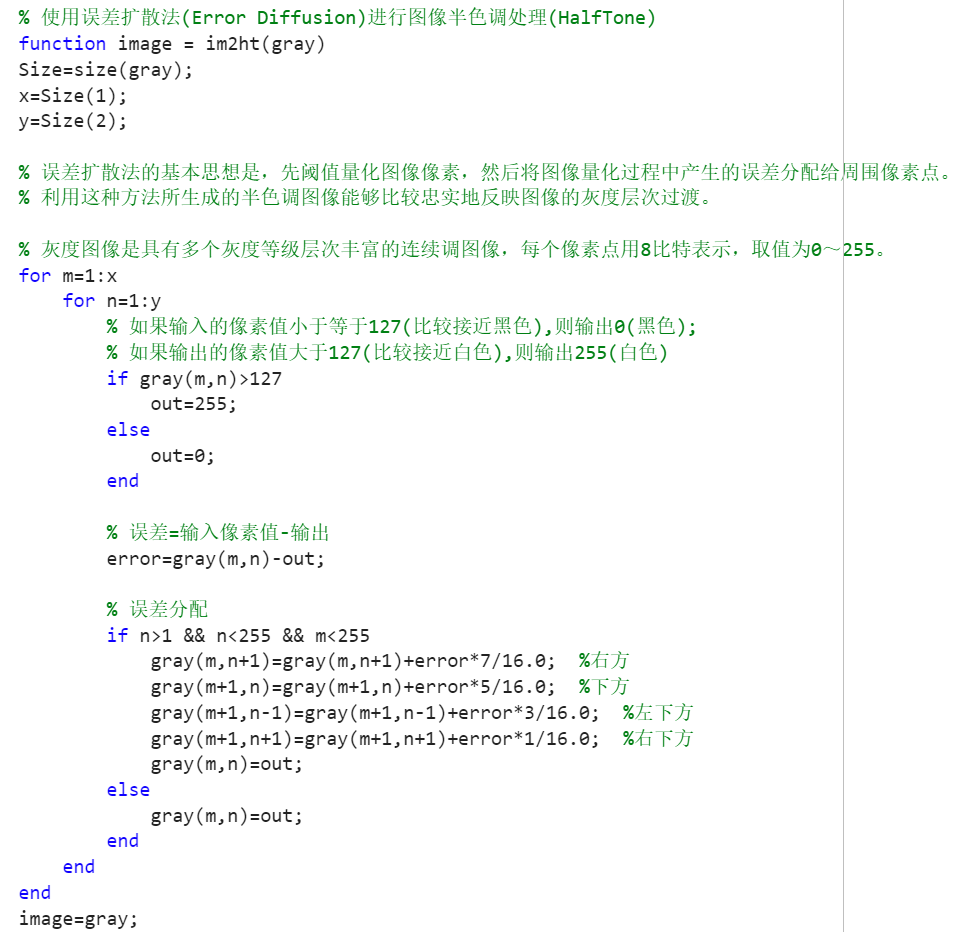 % 使用误差扩散法(Error Diffusion)进行图像半色调处理(HalfTone)
function image = im2ht(gray)
Size=size(gray);
x=Size(1);
y=Size(2);
% 误差扩散法的基本思想是，先阈值量化图像像素，然后将图像量化过程中产生的误差分配给周围像素点。
% 利用这种方法所生成的半色调图像能够比较忠实地反映图像的灰度层次过渡。
% 灰度图像是具有多个灰度等级层次丰富的连续调图像，每个像素点用8比特表示，取值为0～255。
for m=1:x
    for n=1:y
        % 如果输入的像素值小于等于127(比较接近黑色),则输出0(黑色);
        % 如果输出的像素值大于127(比较接近白色),则输出255(白色)
        if gray(m,n)>127
            out=255;
        else
            out=0;
        end
        % 误差=输入像素值-输出
        error=gray(m,n)-out;
        % 误差分配
        if n>1 && n<255 && m<255
            gray(m,n+1)=gray(m,n+1)+error*7/16.0;  %右方
            gray(m+1,n)=gray(m+1,n)+error*5/16.0;  %下方
            gray(m+1,n-1)=gray(m+1,n-1)+error*3/16.0;  %左下方
            gray(m+1,n+1)=gray(m+1,n+1)+error*1/16.0;  %右下方
            gray(m,n)=out;
        else
            gray(m,n)=out;
        end
    end
end
image=gray;